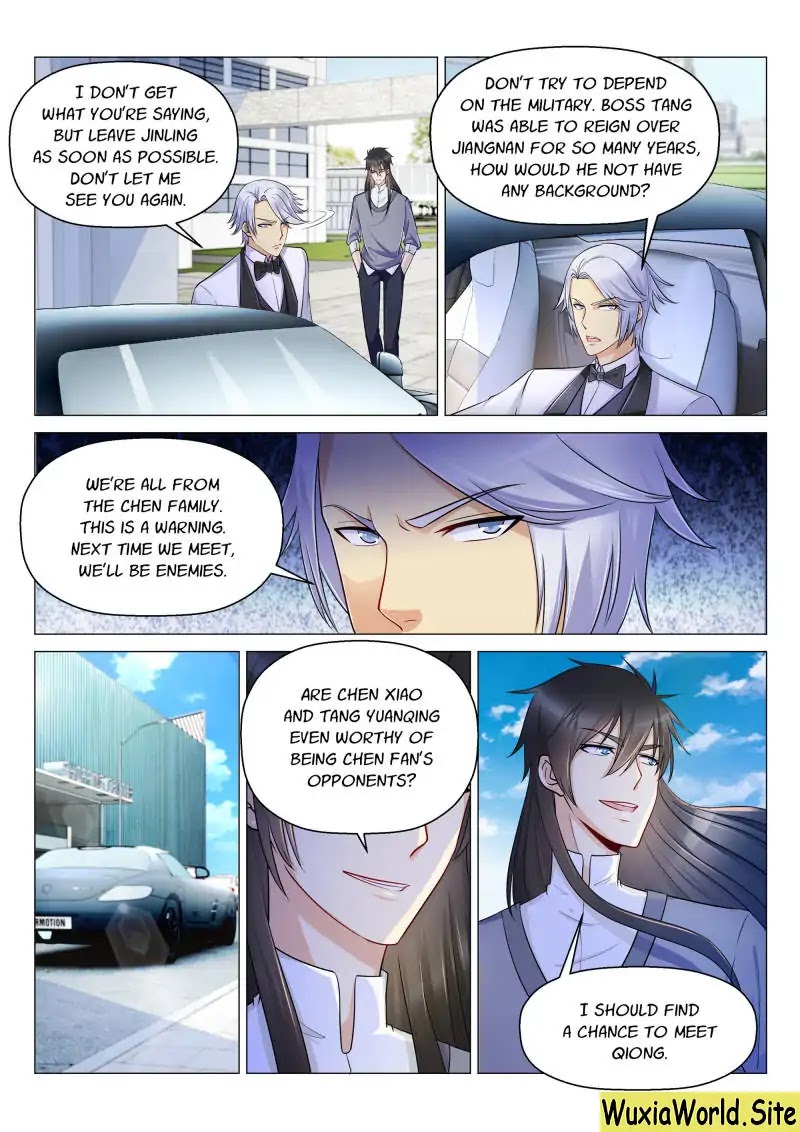 I DON'T GET
WHAT YOU'RE SAYING,
BUT LEAVE JINLING
AS SOON AS POSSIBLE.
DON'T LET ME
SEE YOU AGAIN.
DON'T TRY TO DEPEND
ON THE MILITARY. BOSS TANG
WAS ABLE TO REIGN OVER
JIANGNAN FOR SO MANY YEARS,
HOW WOULD HE NOT HAVE
ANY BACKGROUND?
WE'RE ALL FROM
THE CHEN FAMILY.
THIS IS A WARNING.
NEXT TIME WE MEET,
WE'LL BE ENEMIES.
RMOTION
ARE CHEN XIAO
AND TANG YUANQING
EVEN WORTHY OF
BEING CHEN FAN'S
OPPONENTS?
I SHOULD FIND
A CHANCE TO MEET
QIONG.
WuxiaWorld.Site